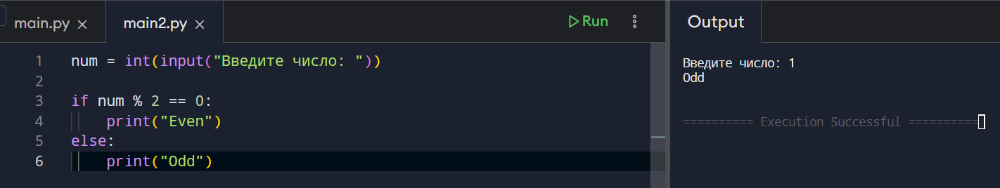 main.py ×
main2.py ×
Run
Output
1 num = int(input("Введите число: "))
2
3 if num % 2 == 0:
4     print("Even")
5 else:
6     print("Odd")
Введите число: 1
Odd
========== Execution Successful ==========